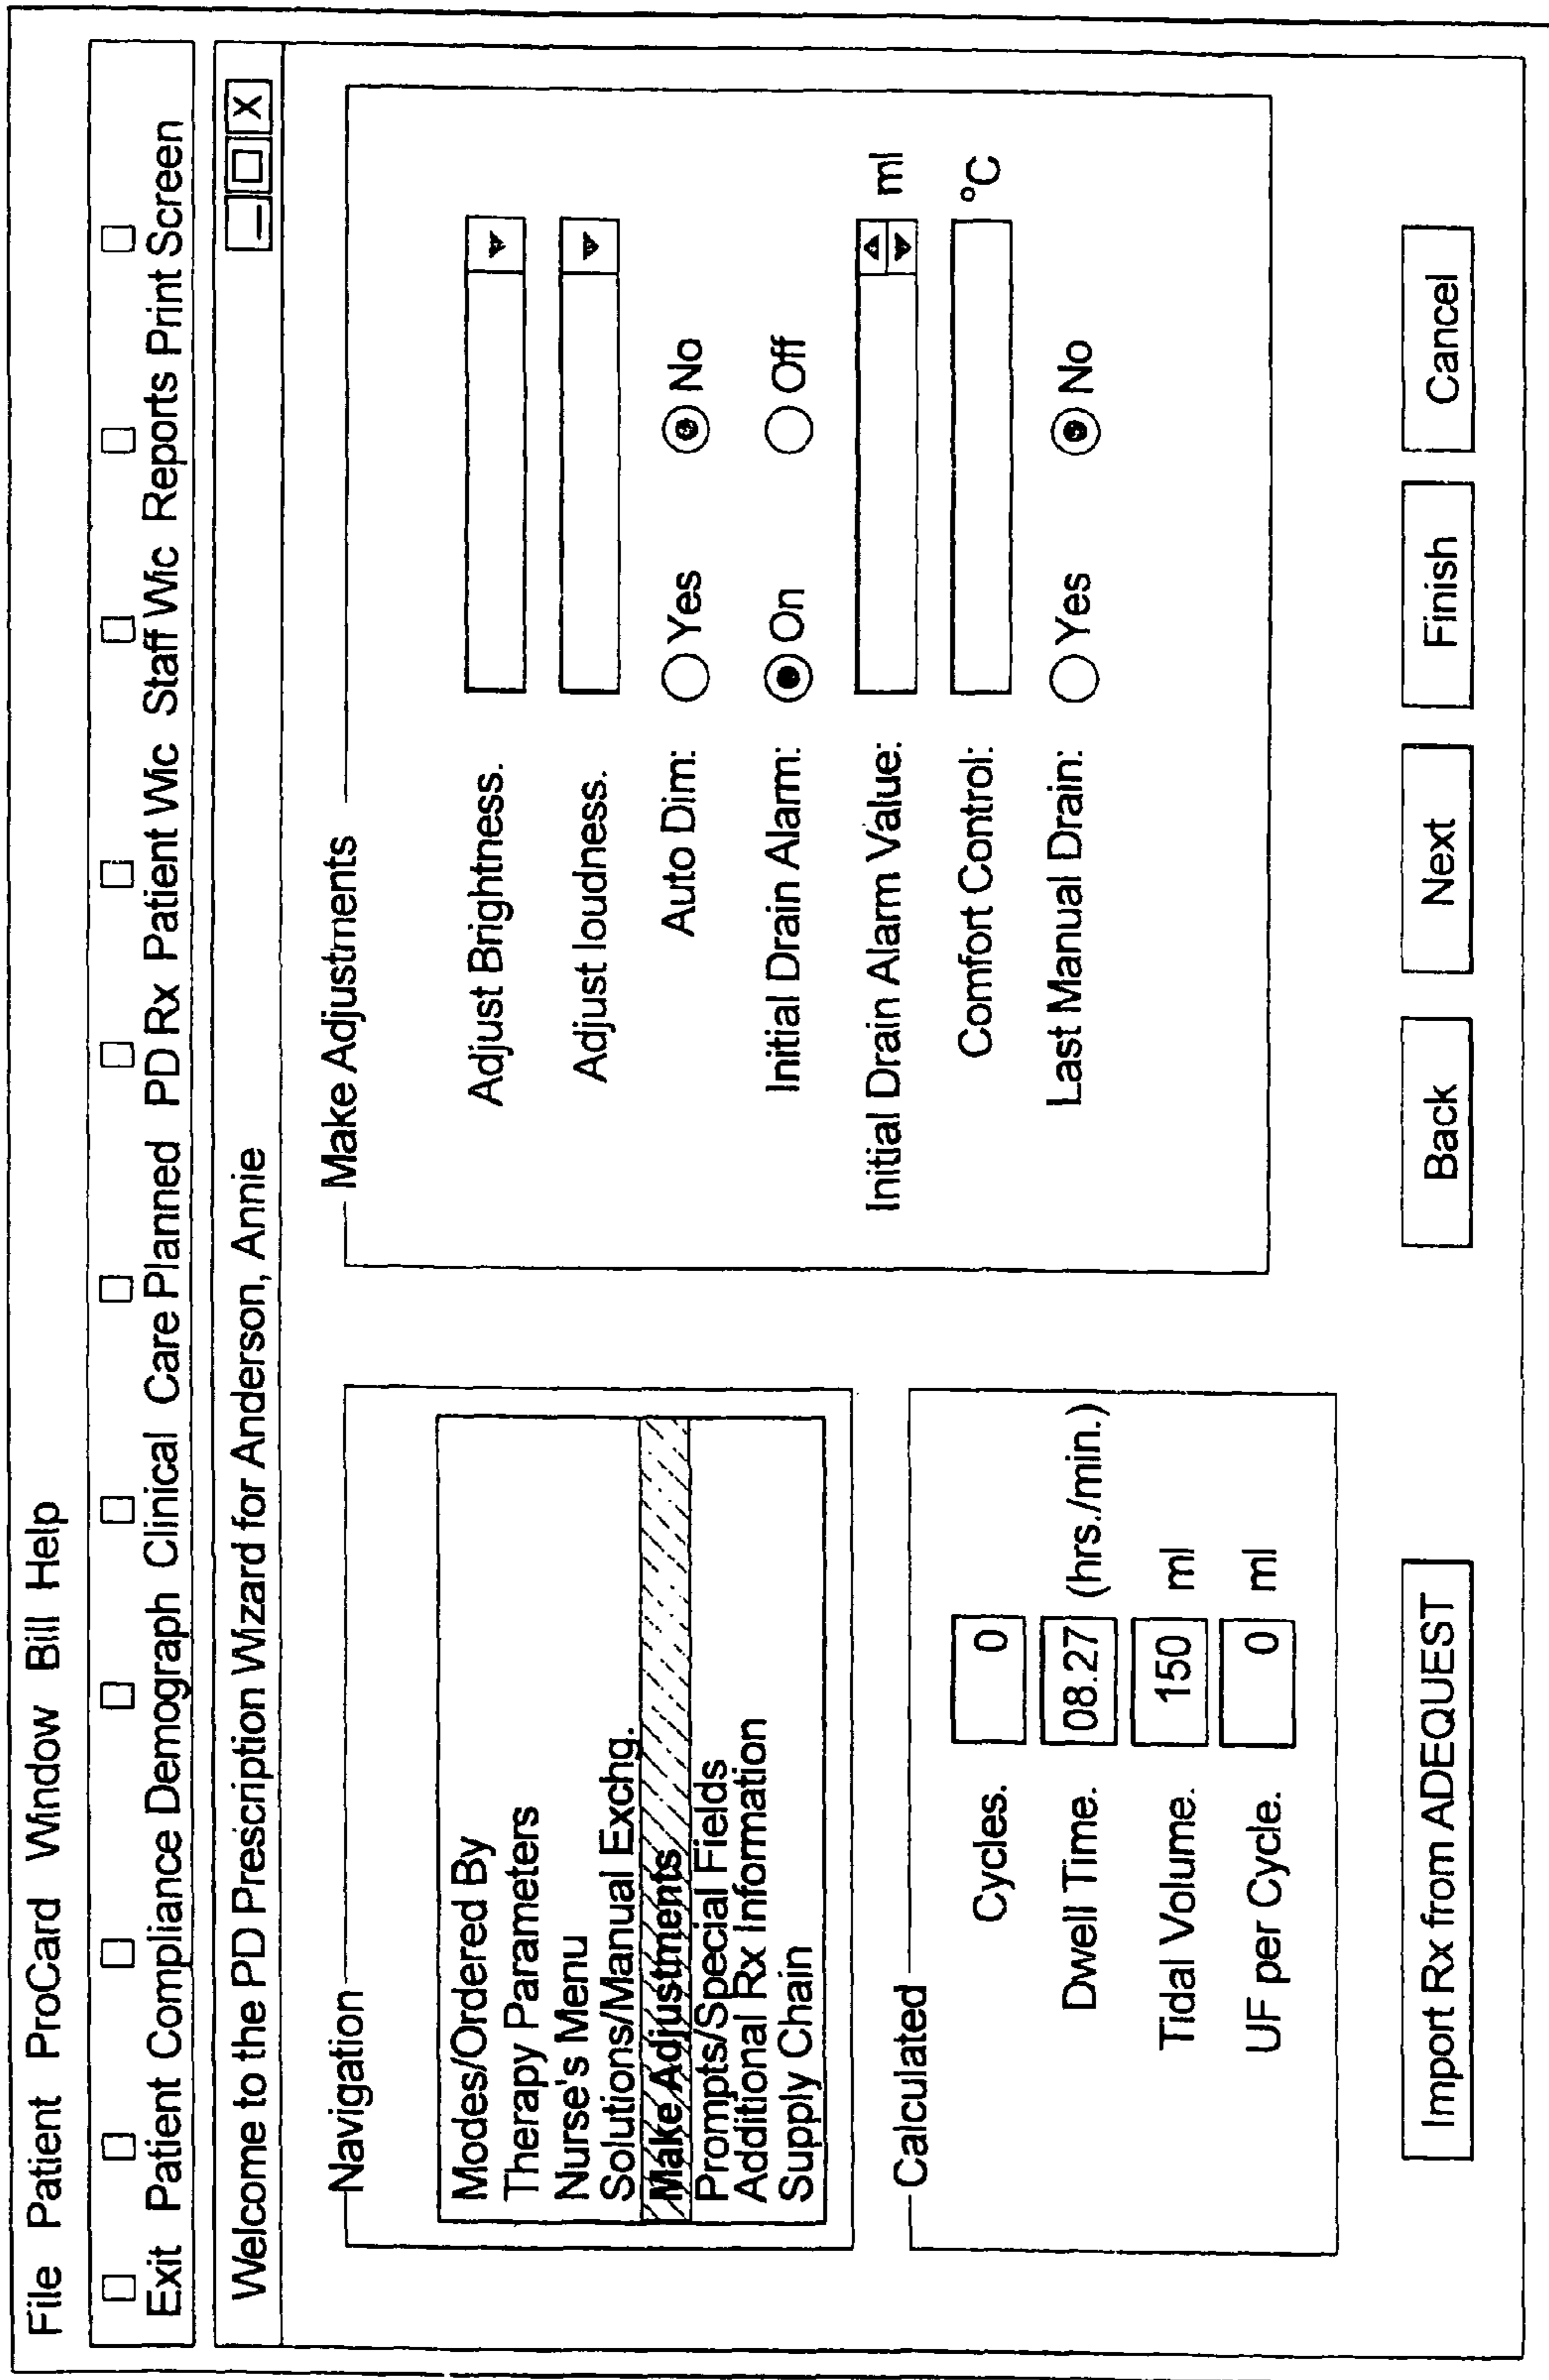 File Patient ProCard Window Bill Help
Exit Patient Compliance Demograph Clinical Care Planned PD Rx Patient Wic Staff Wic Reports Print Screen
Welcome to the PD Prescription Wizard for Anderson, Annie
X
Navigation
Modes/Ordered By
Therapy Parameters
Nurse's Menu
Solutions/Manual Exchg.
Make Adjustments
Prompts/Special Fields
Additional Rx Information
Supply Chain
Calculated
Cycles. 0
Dwell Time. 08.27 (hrs./min.)
Tidal Volume. 150 ml
UF per Cycle. 0 ml
Make Adjustments
Adjust Brightness.
Adjust loudness.
Auto Dim: Yes No
Initial Drain Alarm: On Off
Initial Drain Alarm Value: ml
Comfort Control: °C
Last Manual Drain: Yes No
Import Rx from ADEQUEST Back Next Finish Cancel